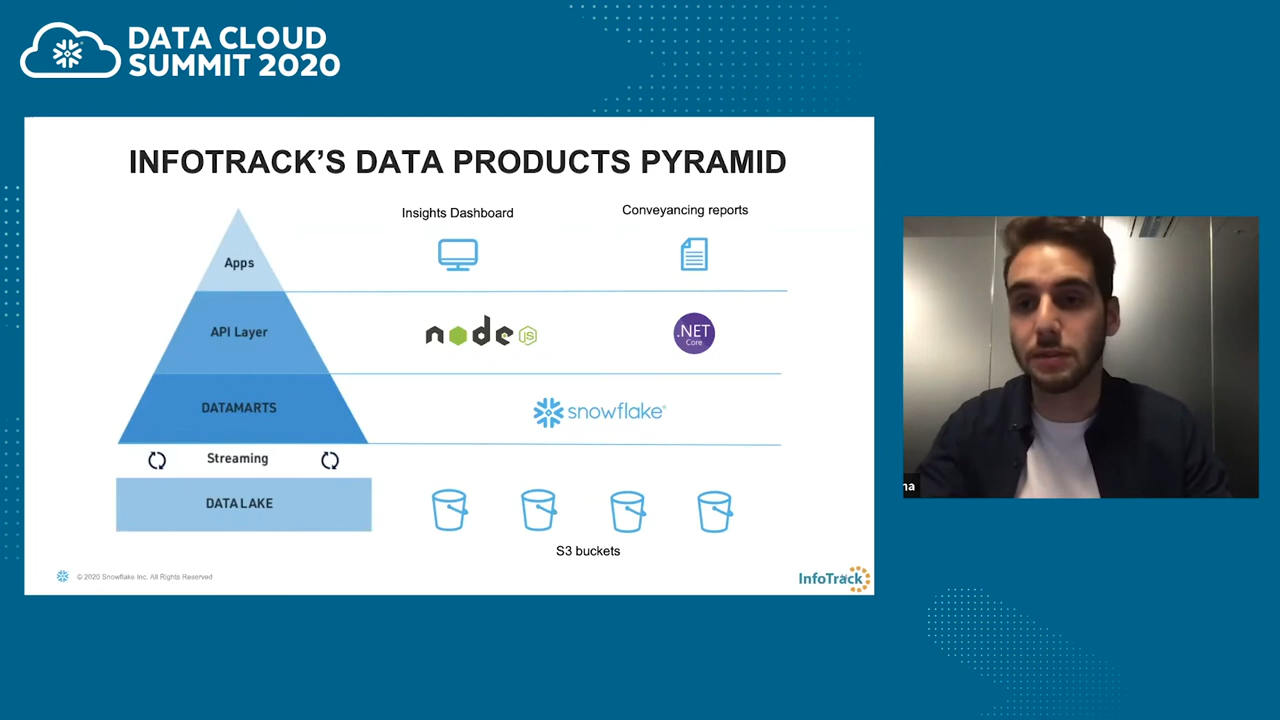 DATA CLOUD
SUMMIT 2020
INFOTRACK'S DATA PRODUCTS PYRAMID
Insights Dashboard
Conveyancing reports
Apps
API Layer
node JS
.NET
Core
DATAMARTS
snowflake®
Streaming
DATA LAKE
S3 buckets
© 2020 Snowflake Inc. All Rights Reserved
InfoTrack
na